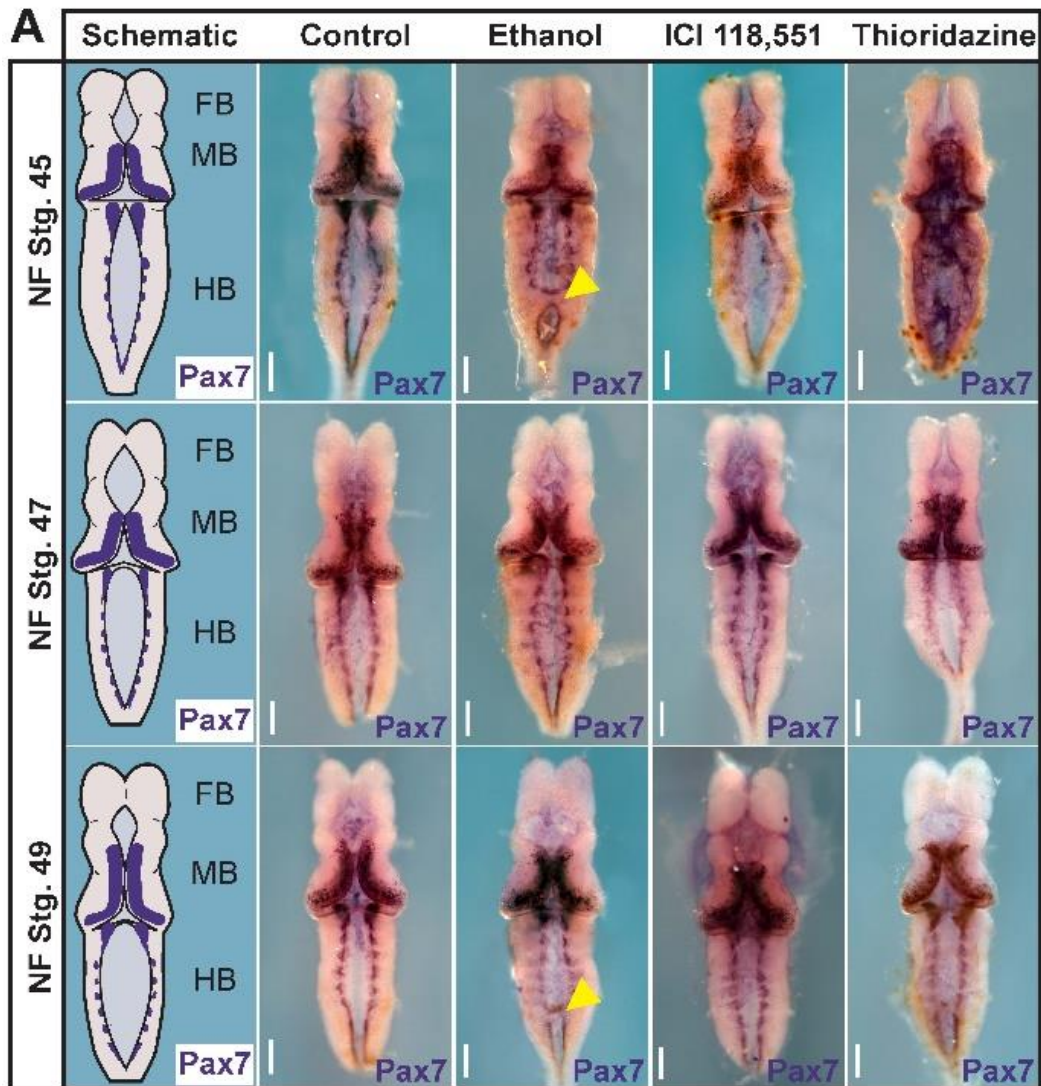 A
Schematic Control Ethanol ICI 118,551 Thioridazine
NF Stg. 45
FB
MB
HB
Pax7 Pax7 Pax7 Pax7 Pax7
NF Stg. 47
FB
MB
HB
Pax7 Pax7 Pax7 Pax7 Pax7
NF Stg. 49
FB
MB
HB
Pax7 Pax7 Pax7 Pax7 Pax7